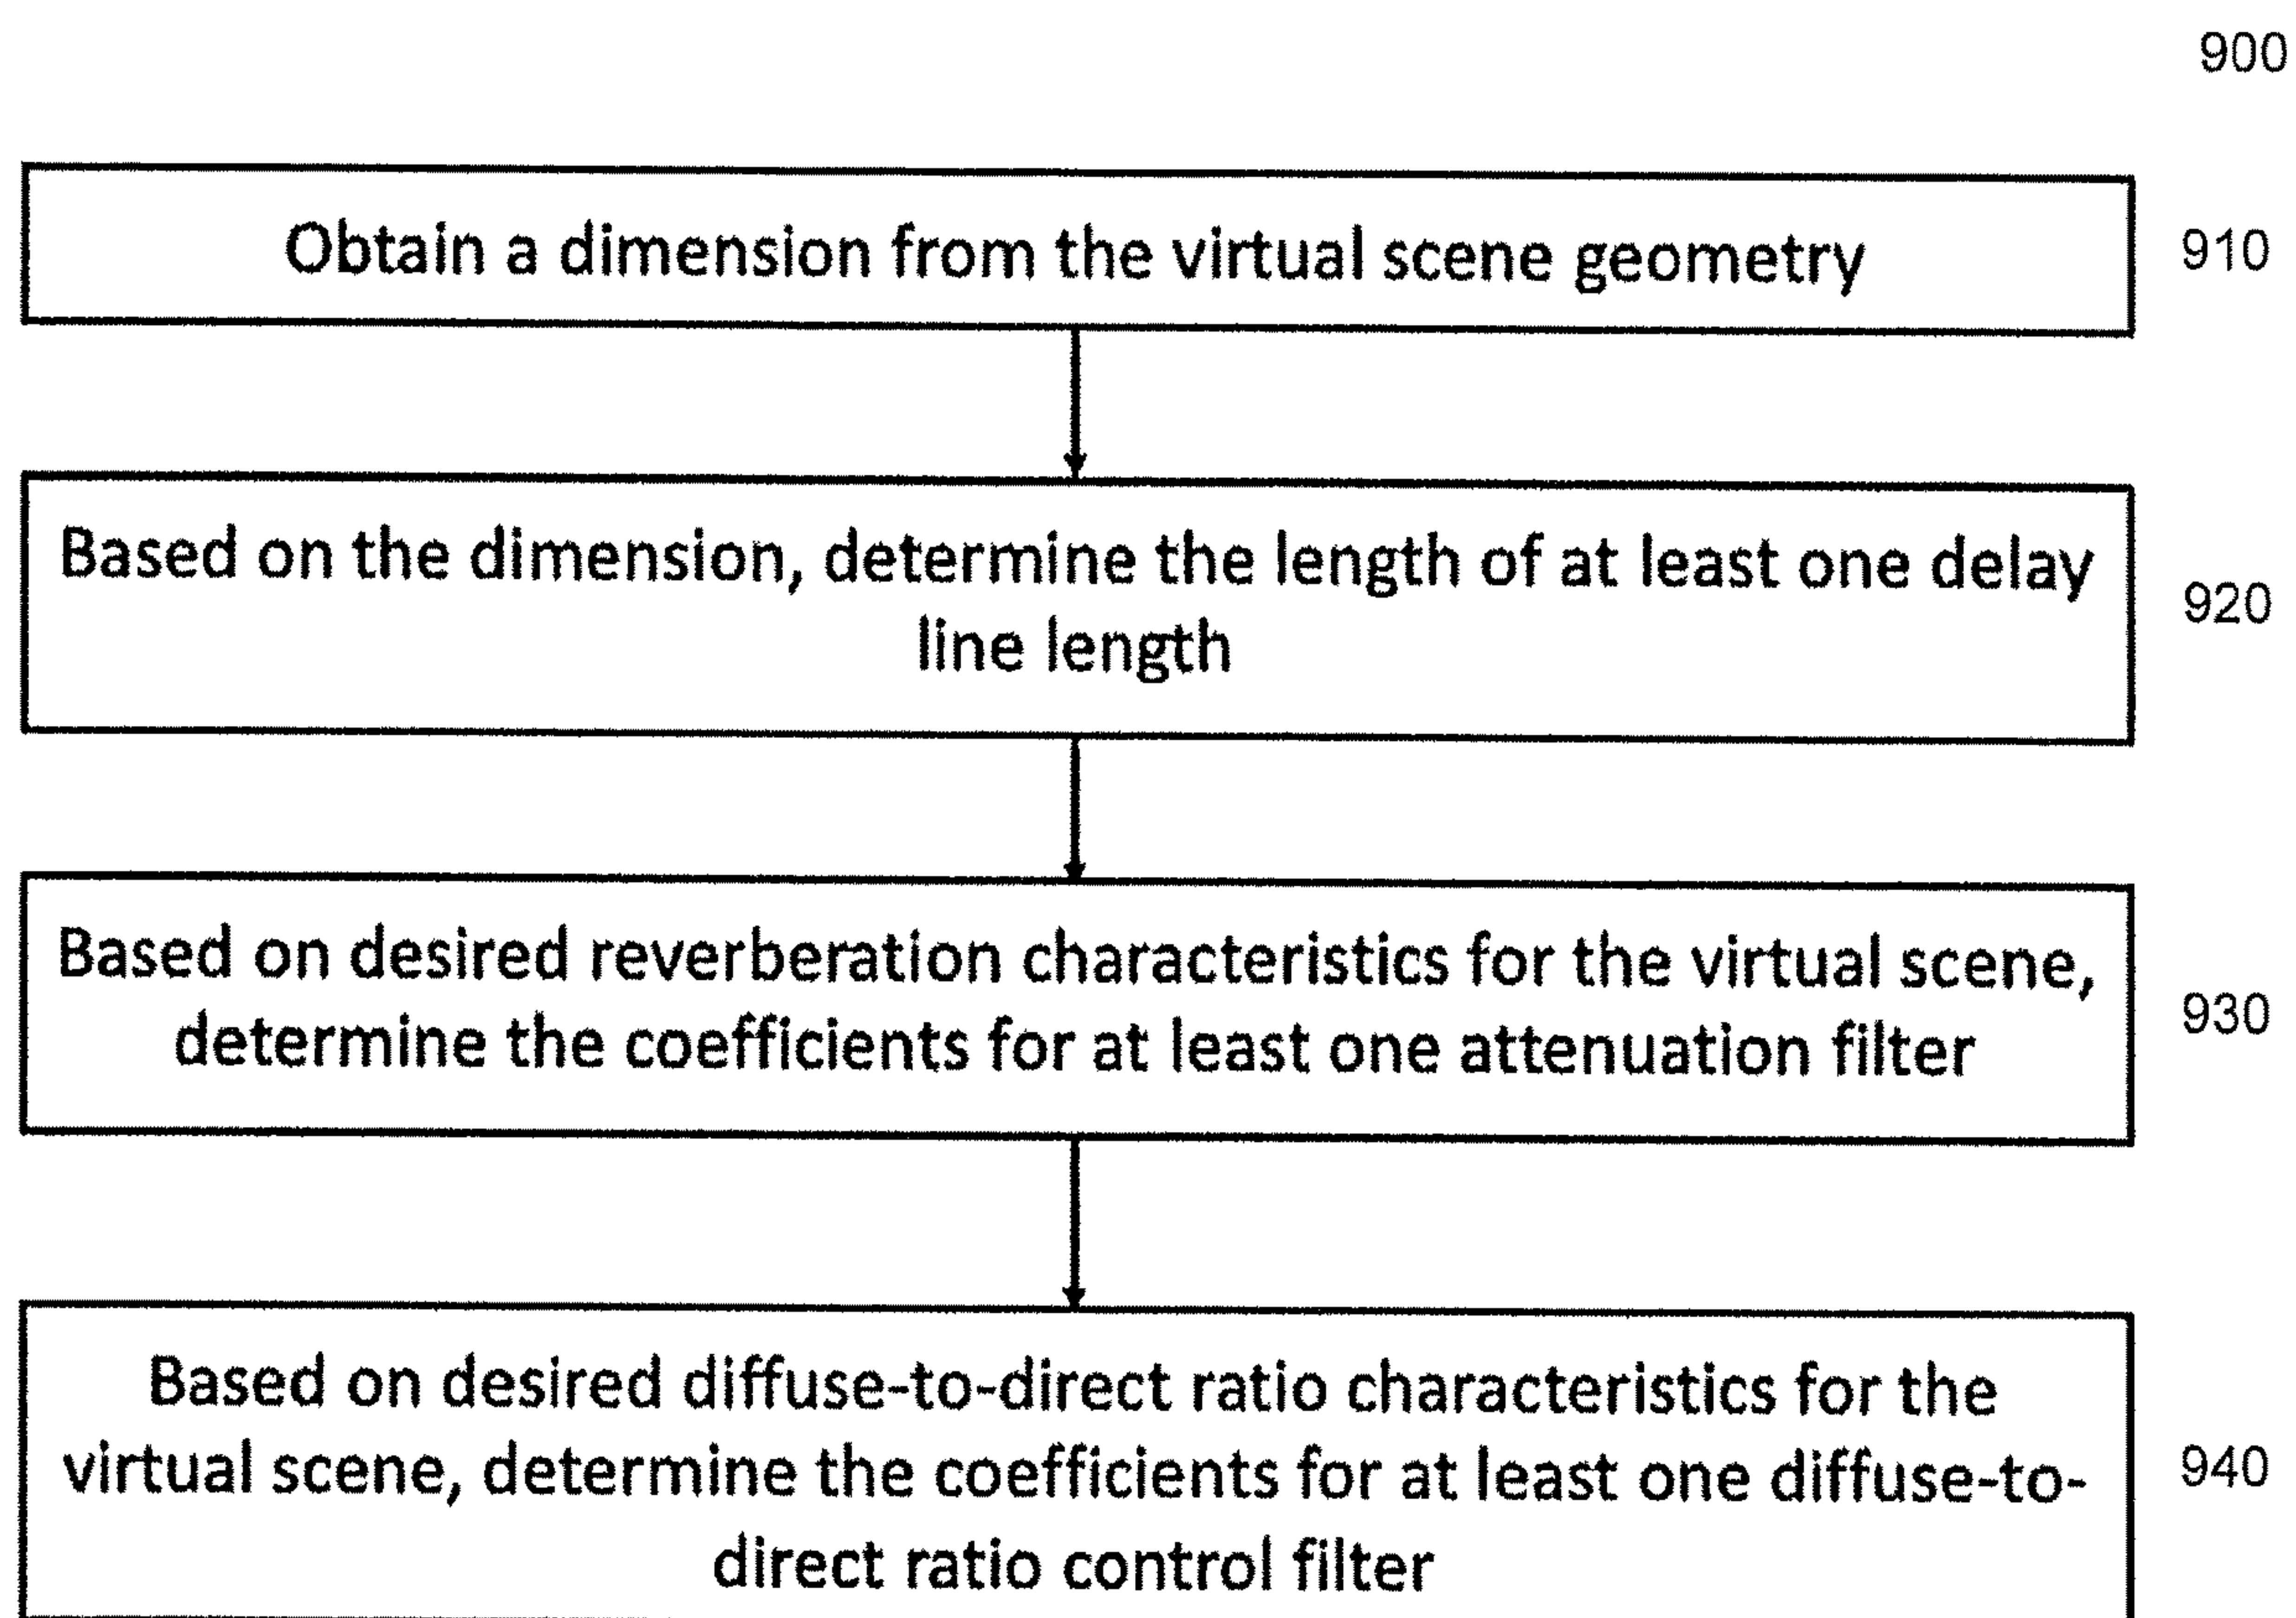 900
Obtain a dimension from the virtual scene geometry
910
Based on the dimension, determine the length of at least one delay
line length
920
Based on desired reverberation characteristics for the virtual scene,
determine the coefficients for at least one attenuation filter
930
Based on desired diffuse-to-direct ratio characteristics for the
virtual scene, determine the coefficients for at least one diffuse-to-
direct ratio control filter
940